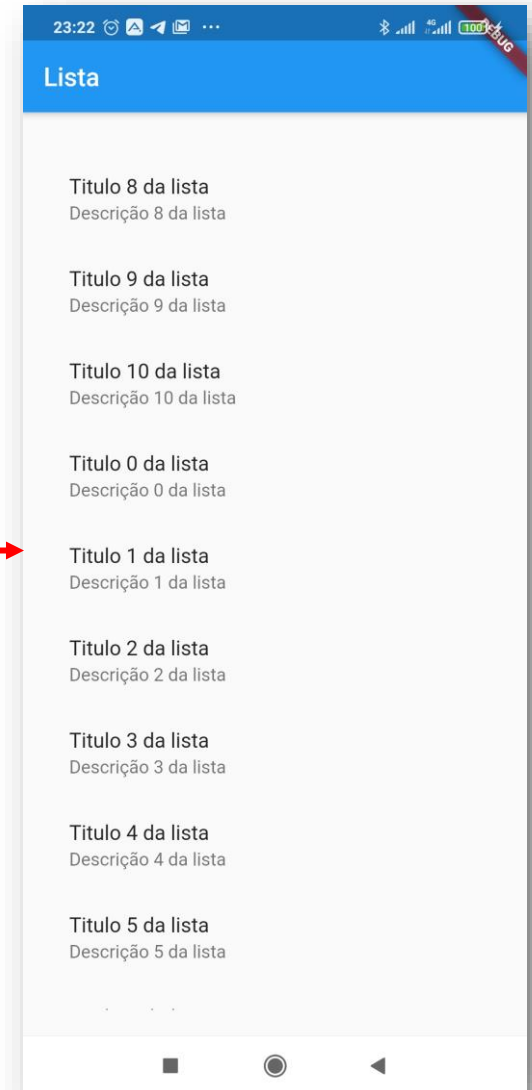 23:22
4G
100
DEBUG
Lista
Titulo 8 da lista
Descrição 8 da lista
Titulo 9 da lista
Descrição 9 da lista
Titulo 10 da lista
Descrição 10 da lista
Titulo 0 da lista
Descrição 0 da lista
Titulo 1 da lista
Descrição 1 da lista
Titulo 2 da lista
Descrição 2 da lista
Titulo 3 da lista
Descrição 3 da lista
Titulo 4 da lista
Descrição 4 da lista
Titulo 5 da lista
Descrição 5 da lista